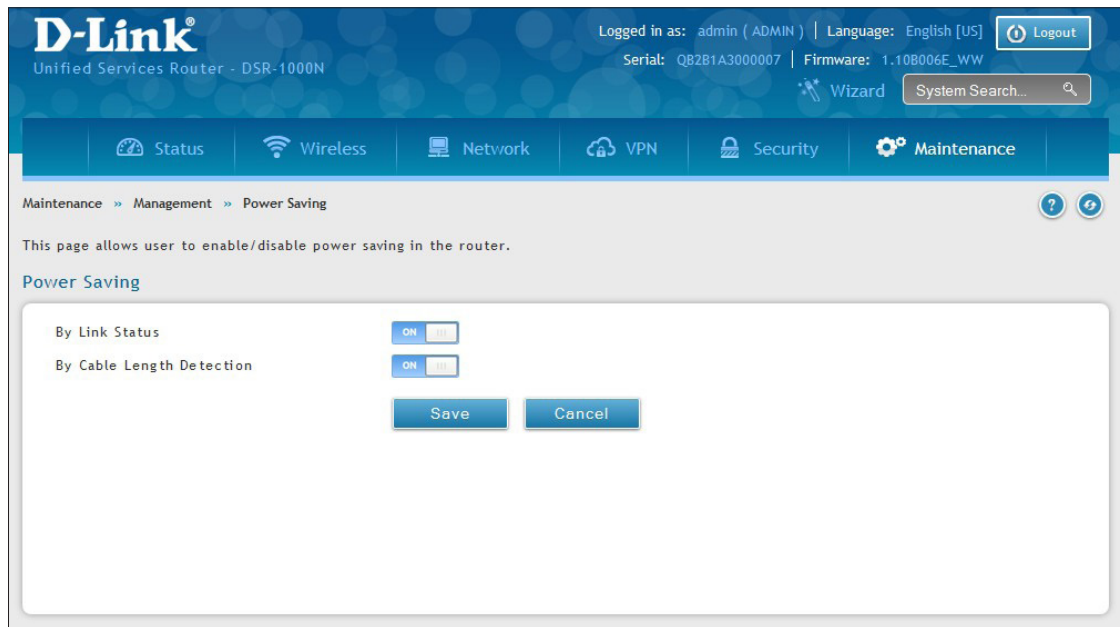 D-Link®
Unified Services Router - DSR-1000N
Logged in as: admin ( ADMIN ) | Language: English [US]
Logout
Serial: QB2B1A3000007 | Firmware: 1.10B006E_WW
Wizard
System Search...
Status
Wireless
Network
VPN
Security
Maintenance
Maintenance » Management » Power Saving
?
This page allows user to enable/disable power saving in the router.
Power Saving
By Link Status
ON
By Cable Length Detection
ON
Save
Cancel